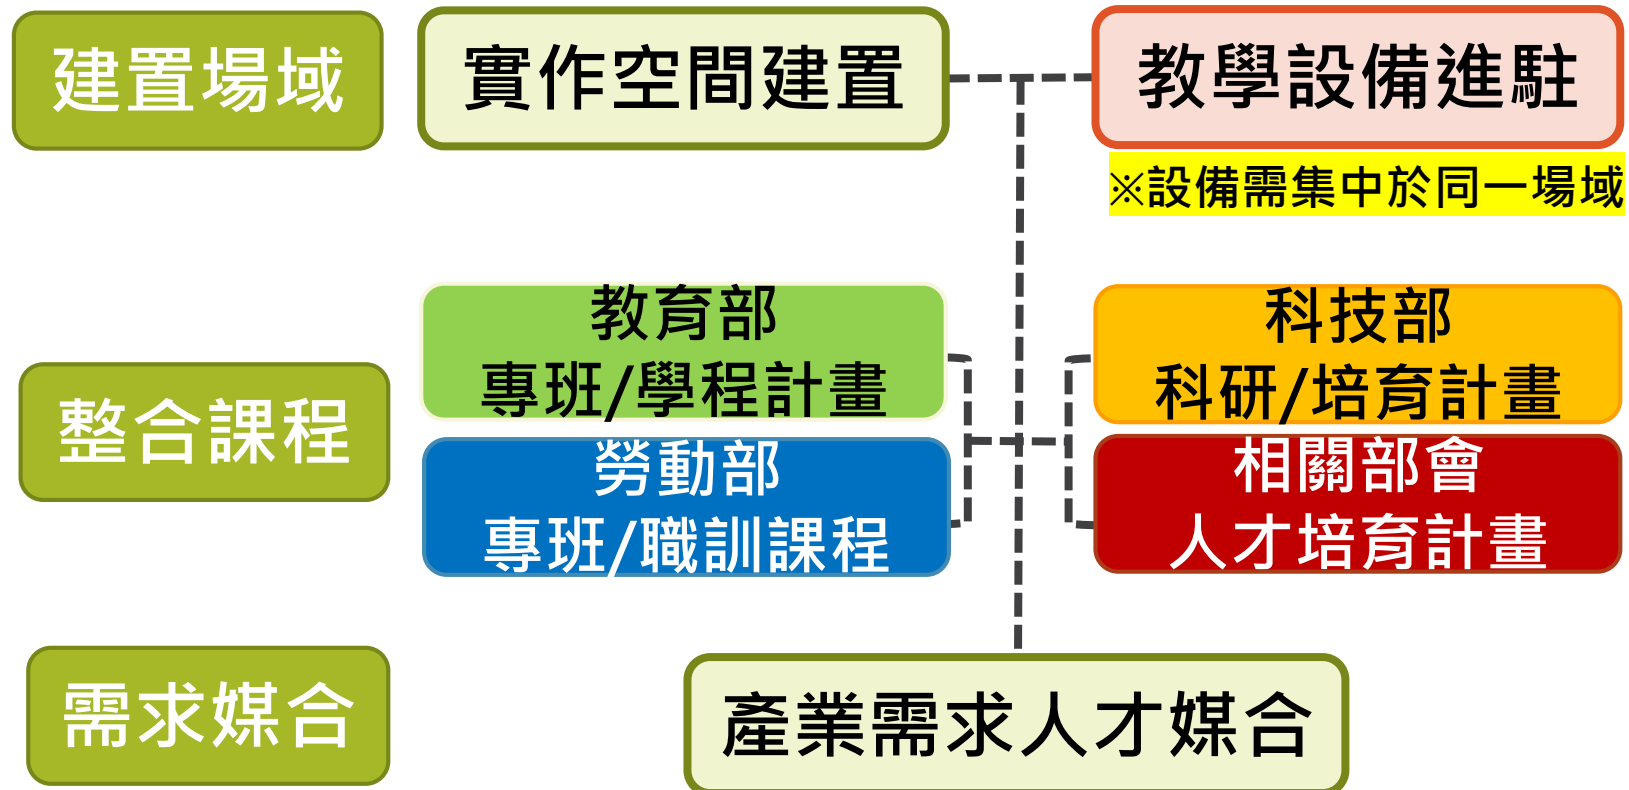 建置場域
實作空間建置
教學設備進駐
※設備需集中於同一場域
整合課程
教育部
專班/學程計畫
科技部
科研/培育計畫
勞動部
專班/職訓課程
相關部會
人才培育計畫
需求媒合
產業需求人才媒合